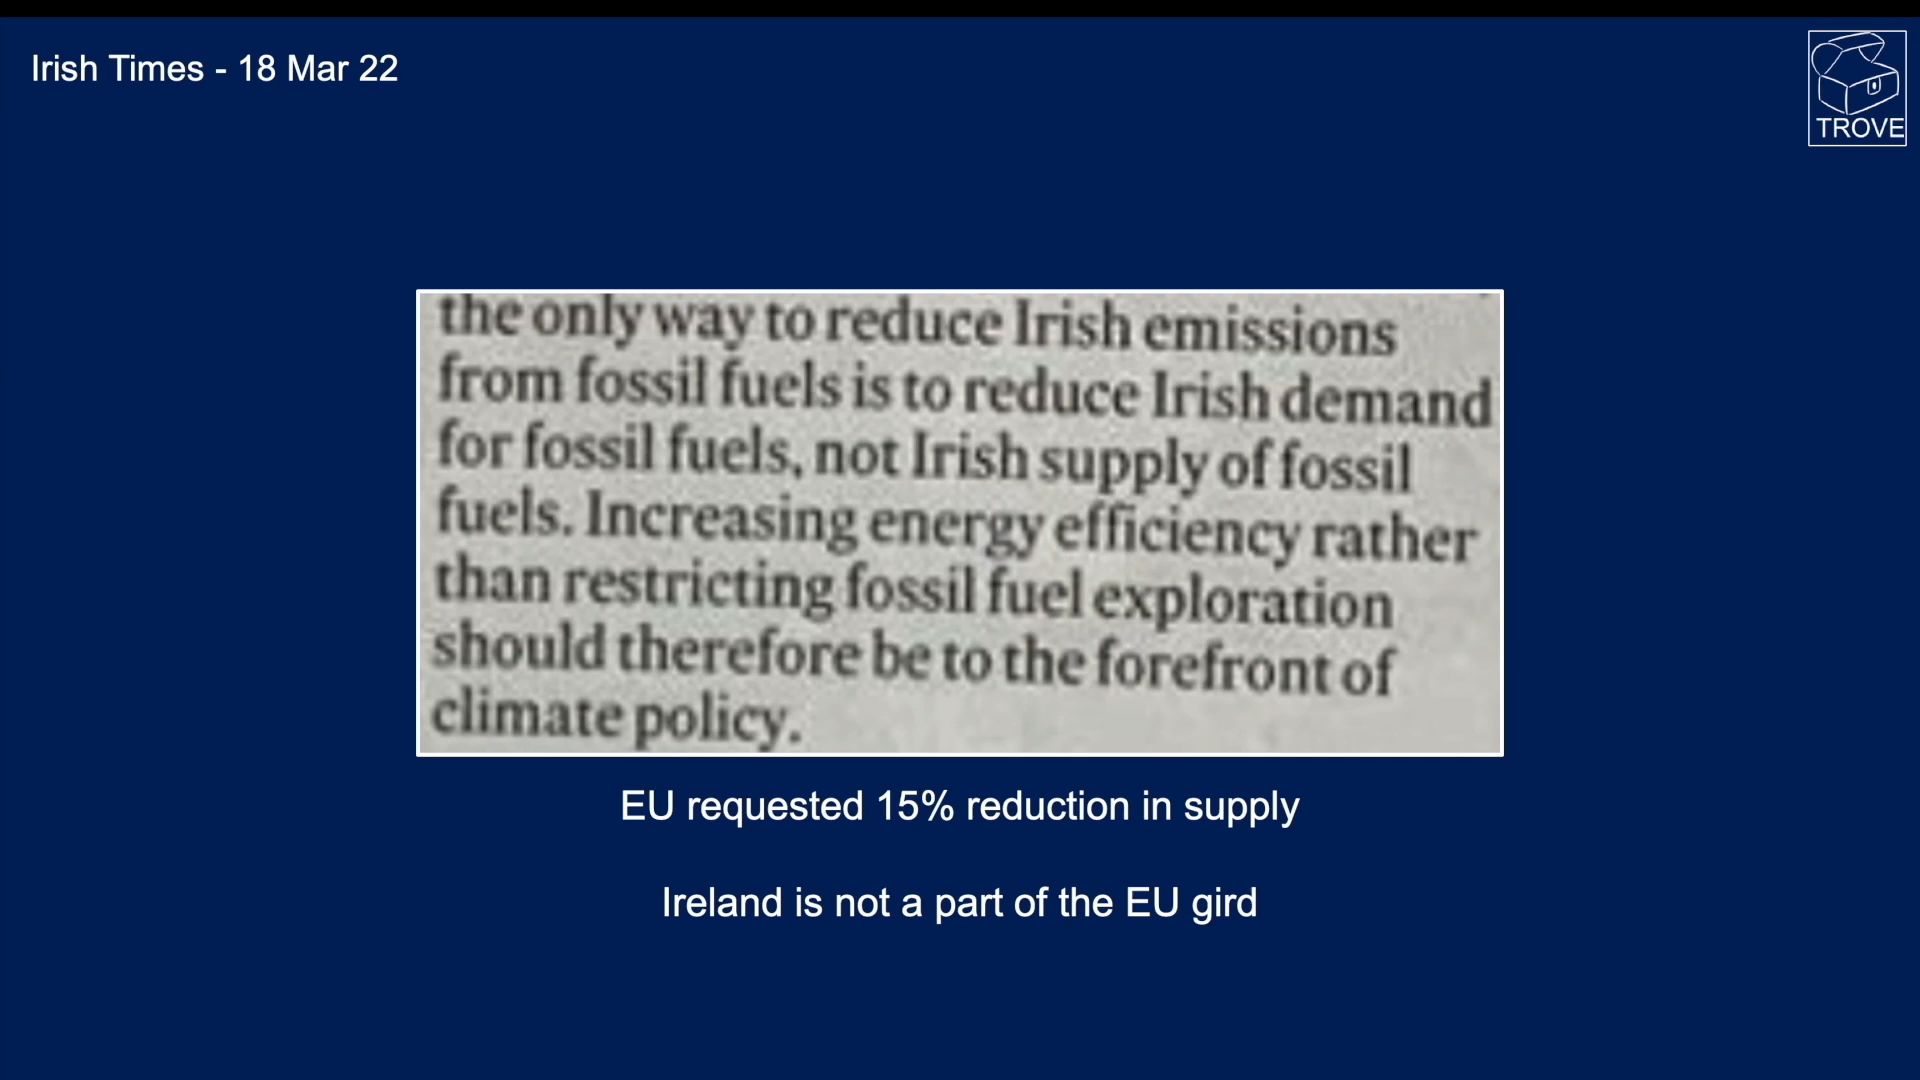 Irish Times - 18 Mar 22
TROVE
the only way to reduce Irish emissions
from fossil fuels is to reduce Irish demand
for fossil fuels, not Irish supply of fossil
fuels. Increasing energy efficiency rather
than restricting fossil fuel exploration
should therefore be to the forefront of
climate policy.
EU requested 15% reduction in supply
Ireland is not a part of the EU gird